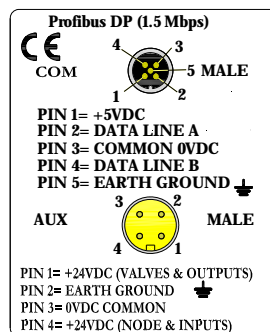 Profibus DP (1.5 Mbps)
CE
4 3
COM 5 MALE
1 2
PIN 1= +5VDC
PIN 2= DATA LINE A
PIN 3= COMMON 0VDC
PIN 4= DATA LINE B
PIN 5= EARTH GROUND
3 2
AUX MALE
4 1
PIN 1= +24VDC (VALVES & OUTPUTS)
PIN 2= EARTH GROUND
PIN 3= 0VDC COMMON
PIN 4= +24VDC (NODE & INPUTS)